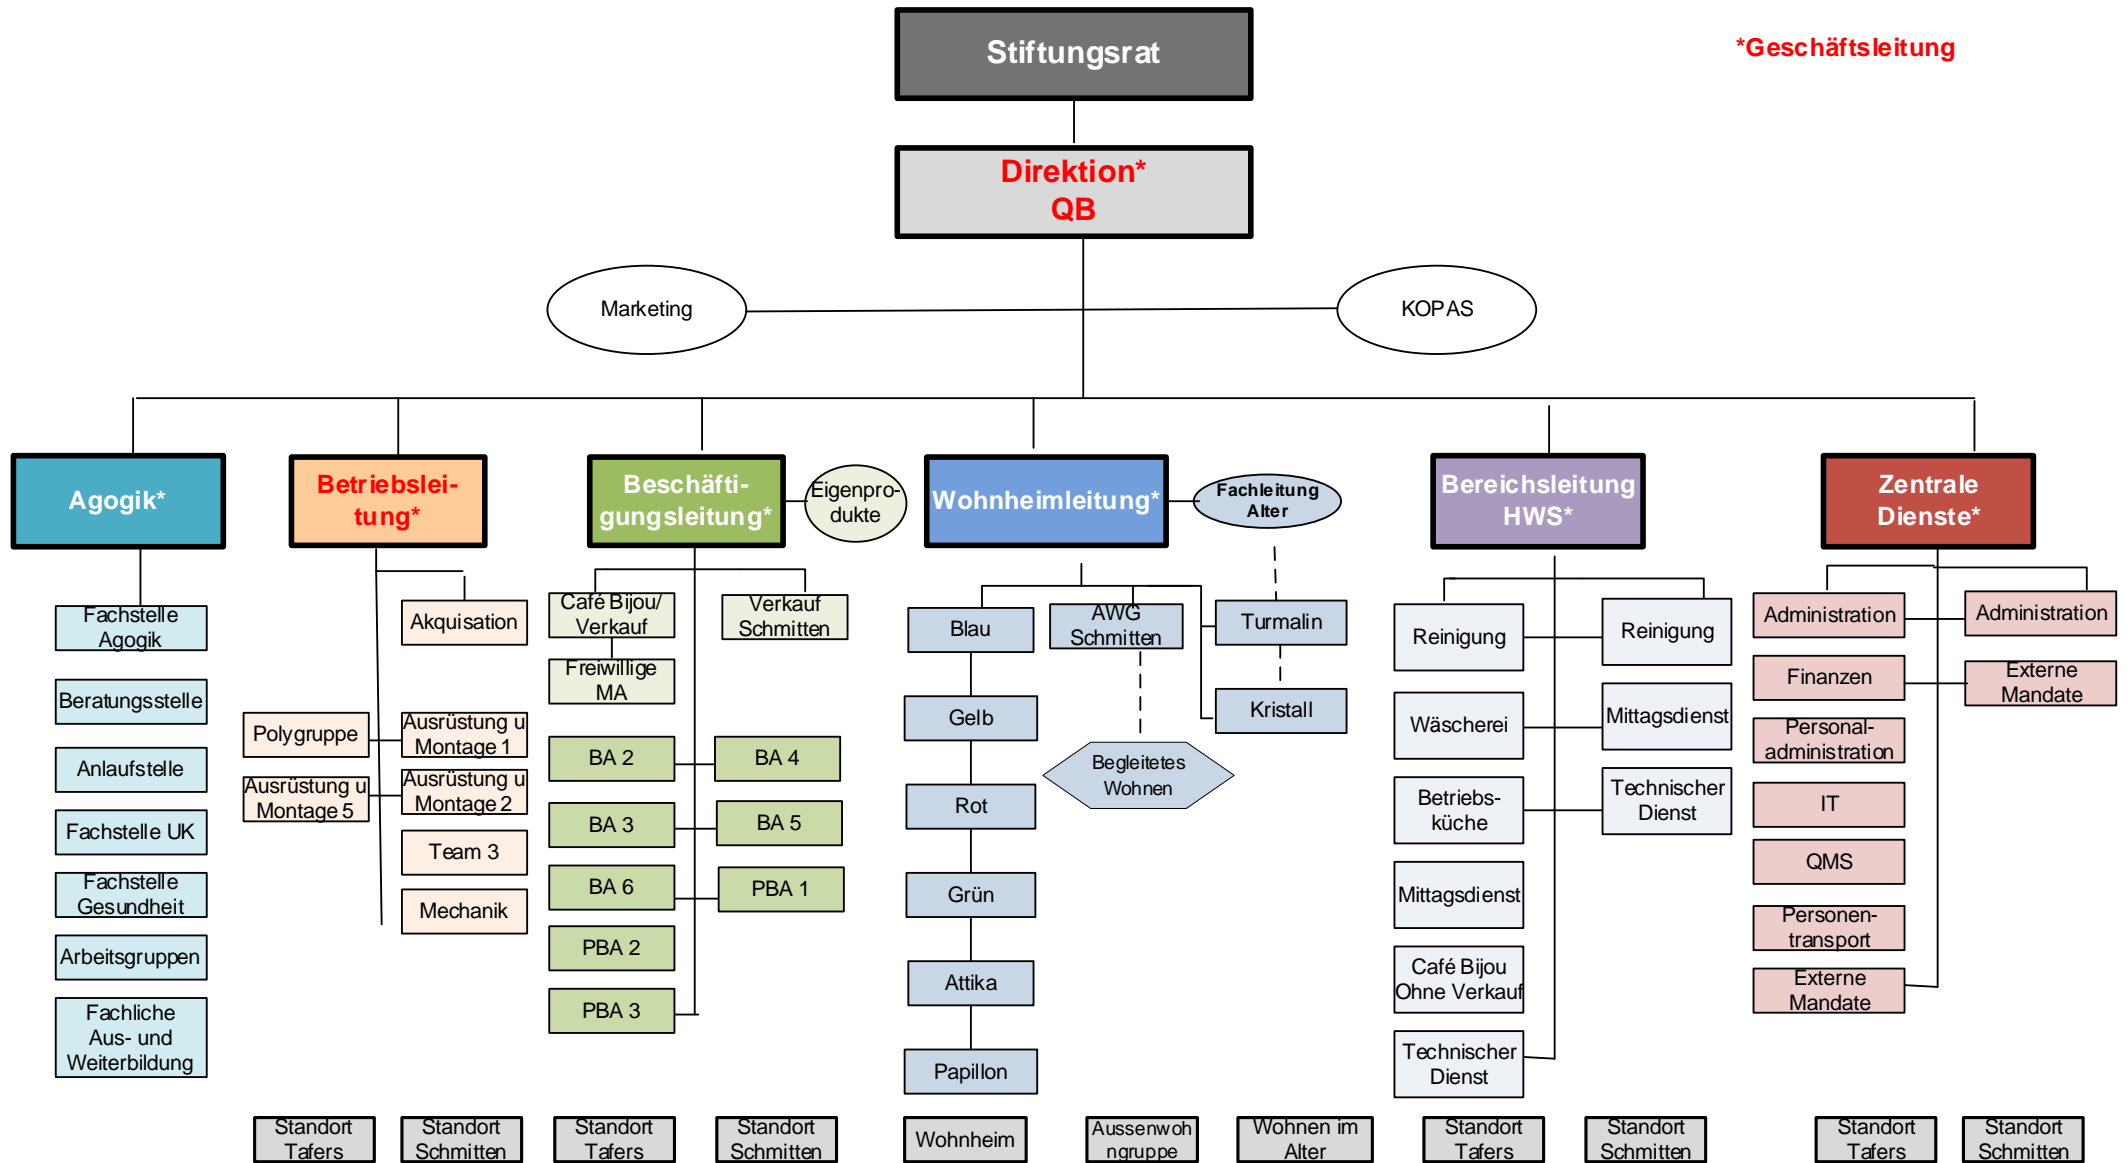 Stiftungsrat
*Geschäftsleitung
Direktion*
QB
Marketing
KOPAS
Agogik*
Fachstelle
Agogik
Beratungsstelle
Anlaufstelle
Fachstelle UK
Fachstelle
Gesundheit
Arbeitsgruppen
Fachliche
Aus- und
Weiterbildung
Betriebslei-
tung*
Akquisation
Polygruppe
Ausrüstung u
Montage 1
Ausrüstung u
Montage 5
Ausrüstung u
Montage 2
Team 3
Mechanik
Standort
Tafers
Standort
Schmitten
Beschäfti-
gungsleitung*
Eigenpro-
dukte
Café Bijou/
Verkauf
Verkauf
Schmitten
Freiwillige
MA
BA 2
BA 4
BA 3
BA 5
BA 6
PBA 1
PBA 2
PBA 3
Standort
Tafers
Standort
Schmitten
Wohnheimleitung*
Fachleitung
Alter
Blau
Gelb
Rot
Grün
Attika
Papillon
AWG
Schmitten
Begleitetes
Wohnen
Turmalin
Kristall
Wohnheim
Aussenwoh
ngruppe
Wohnen im
Alter
Bereichsleitung
HWS*
Reinigung
Reinigung
Wäscherei
Mittagsdienst
Betriebs-
küche
Technischer
Dienst
Mittagsdienst
Café Bijou
Ohne Verkauf
Technischer
Dienst
Standort
Tafers
Standort
Schmitten
Zentrale
Dienste*
Administration
Administration
Finanzen
Externe
Mandate
Personal-
administration
IT
QMS
Personen-
transport
Externe
Mandate
Standort
Tafers
Standort
Schmitten